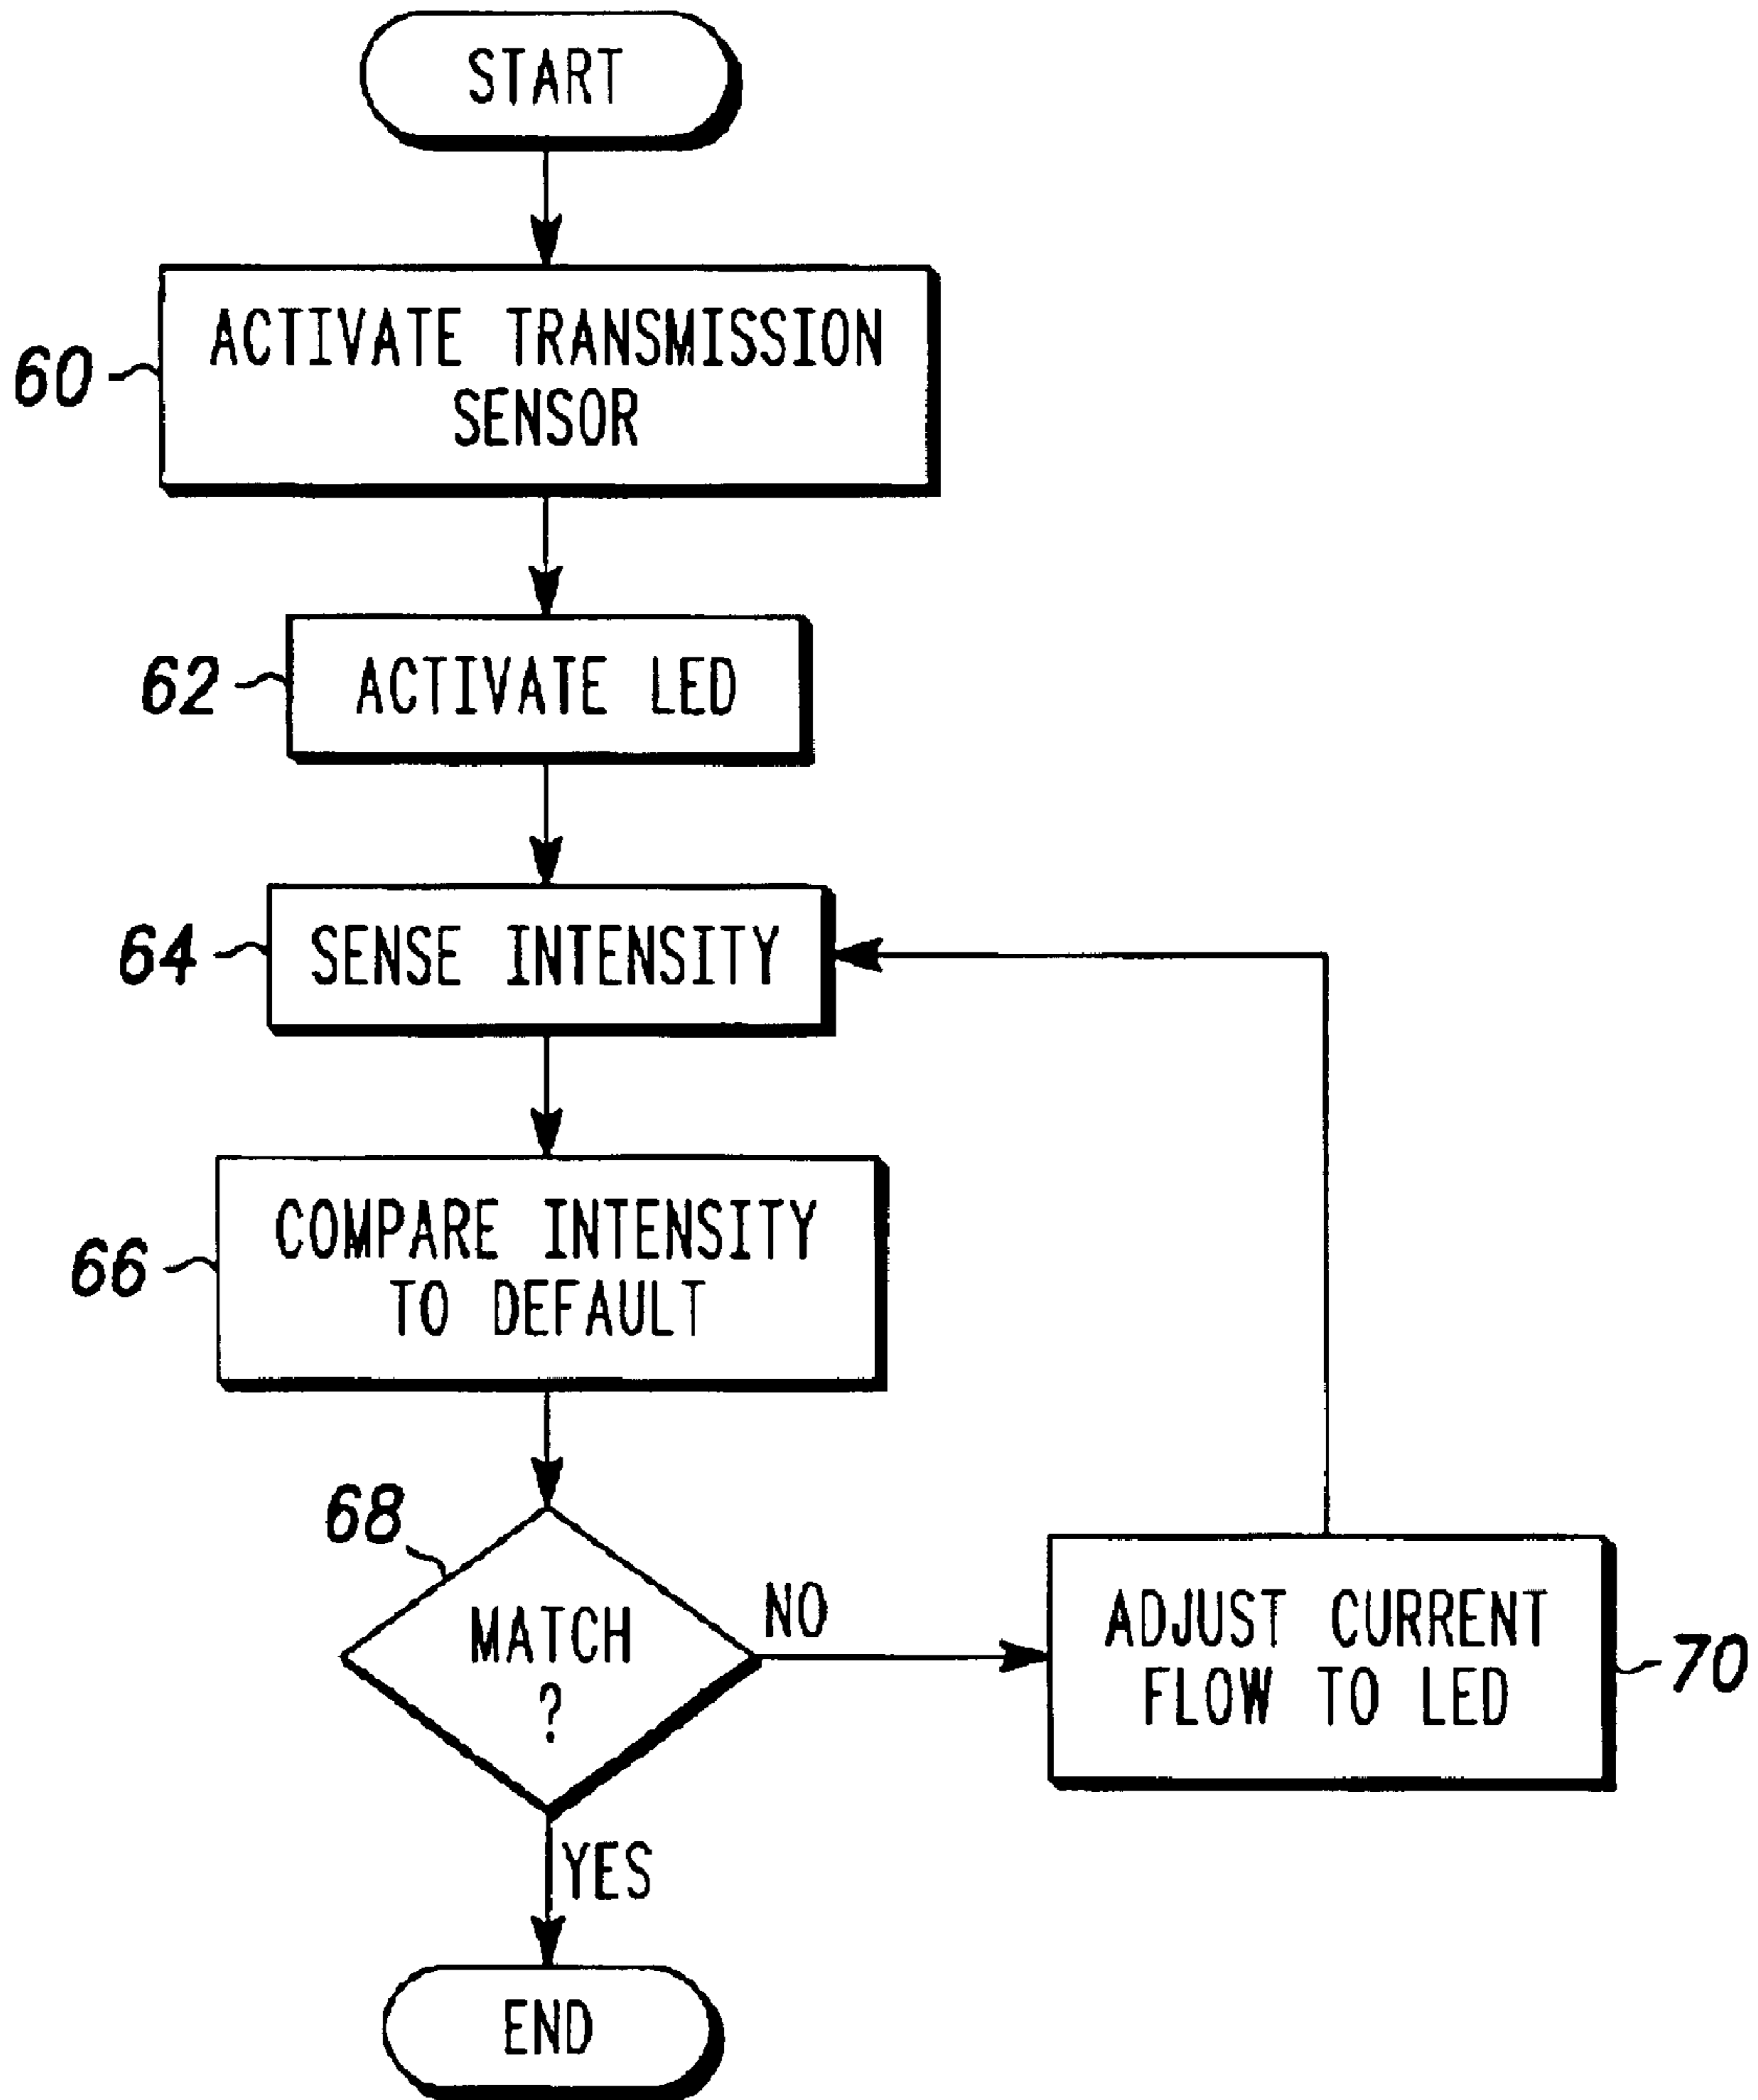 START
60
ACTIVATE TRANSMISSION
SENSOR
62
ACTIVATE LED
64
SENSE INTENSITY
66
COMPARE INTENSITY
TO DEFAULT
68
MATCH
?
NO
ADJUST CURRENT
FLOW TO LED
70
YES
END